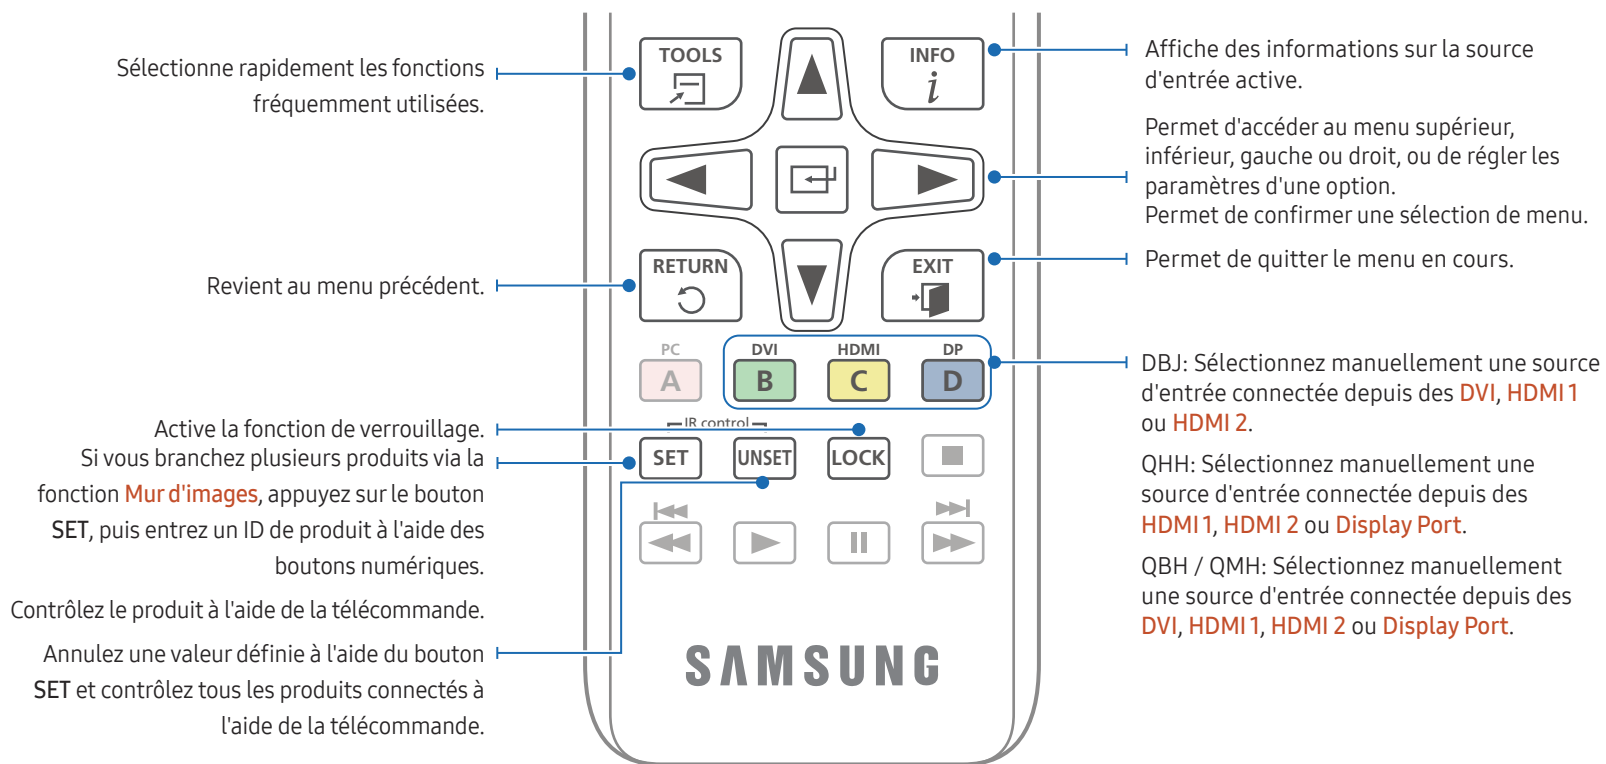 Sélectionne rapidement les fonctions
fréquemment utilisées.
Revient au menu précédent.
Active la fonction de verrouillage.
Si vous branchez plusieurs produits via la
fonction Mur d'images, appuyez sur le bouton
SET, puis entrez un ID de produit à l'aide des
boutons numériques.
Contrôlez le produit à l'aide de la télécommande.
Annulez une valeur définie à l'aide du bouton
SET et contrôlez tous les produits connectés à
l'aide de la télécommande.
TOOLS
INFO
i
RETURN
EXIT
PC
DVI
HDMI
DP
A
B
C
D
IR control
SET
UNSET
LOCK
SAMSUNG
Affiche des informations sur la source
d'entrée active.
Permet d'accéder au menu supérieur,
inférieur, gauche ou droit, ou de régler les
paramètres d'une option.
Permet de confirmer une sélection de menu.
Permet de quitter le menu en cours.
DBJ: Sélectionnez manuellement une source
d'entrée connectée depuis des DVI, HDMI 1
ou HDMI 2.
QHH: Sélectionnez manuellement une
source d'entrée connectée depuis des
HDMI 1, HDMI 2 ou Display Port.
QBH / QMH: Sélectionnez manuellement
une source d'entrée connectée depuis des
DVI, HDMI 1, HDMI 2 ou Display Port.